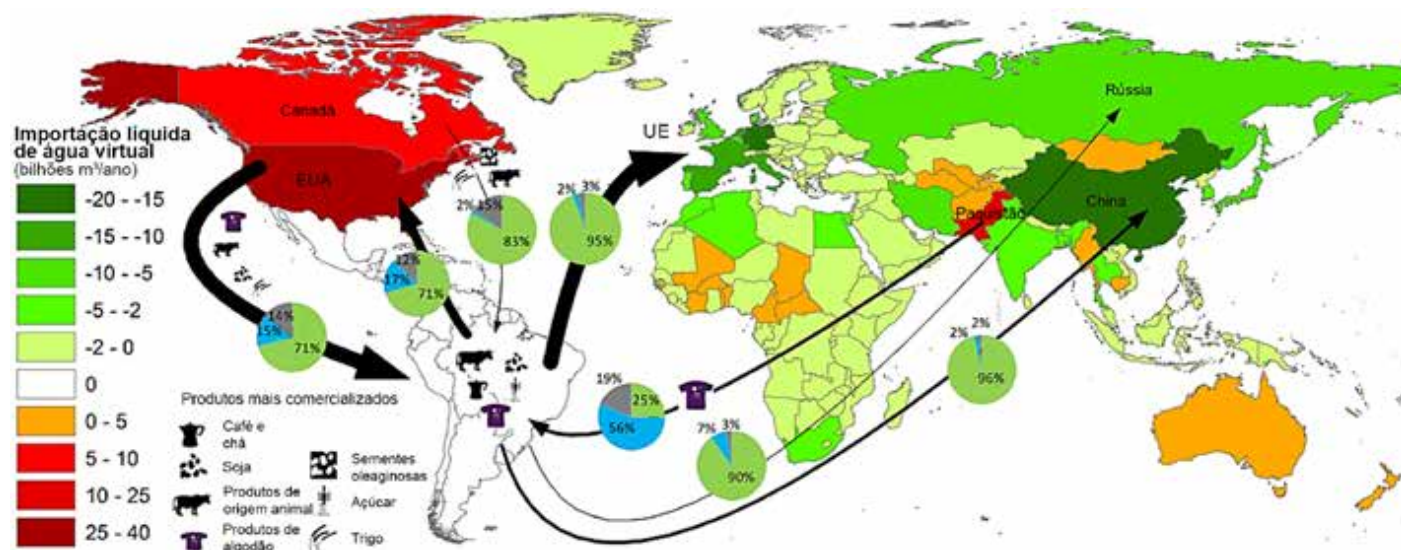 Importação líquida
de água virtual
(bilhões m³/ano)
-20 - -15
-15 - -10
-10 - -5
-5 - -2
-2 - 0
0
0 - 5
5 - 10
10 - 25
25 - 40
Produtos mais comercializados
Café e
chá
Soja
Produtos de
origem animal
Produtos de
algodão
Sementes
oleaginosas
Açúcar
Trigo
Canadá
EUA
UE
Rússia
China
Paquistão
14%
15%
71%
12%
17%
71%
2%
15%
83%
2%
3%
95%
19%
25%
56%
7%
3%
90%
2%
2%
96%